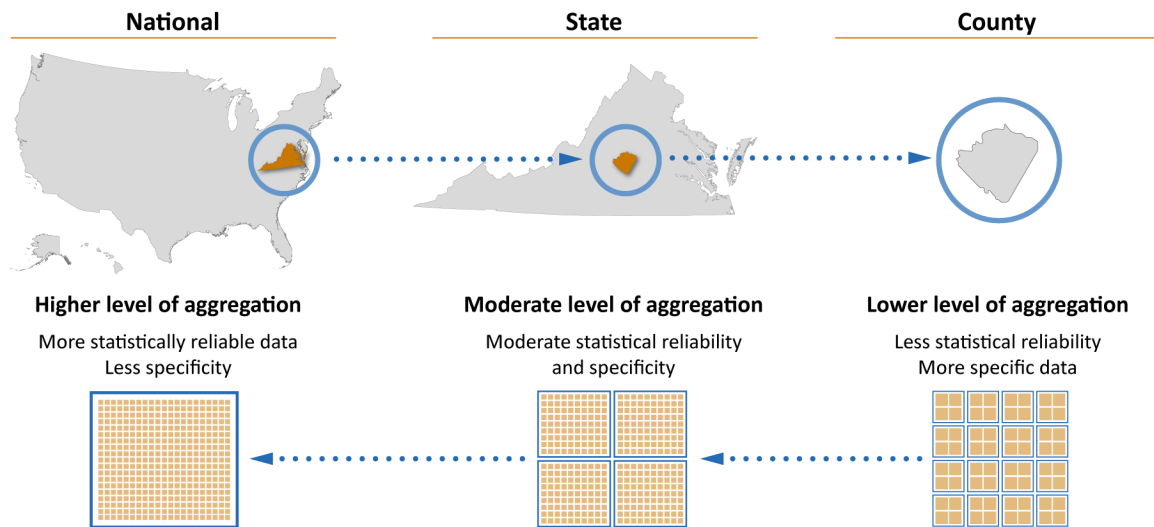 National
State
County
Higher level of aggregation
More statistically reliable data
Less specificity
Moderate level of aggregation
Moderate statistical reliability
and specificity
Lower level of aggregation
Less statistical reliability
More specific data